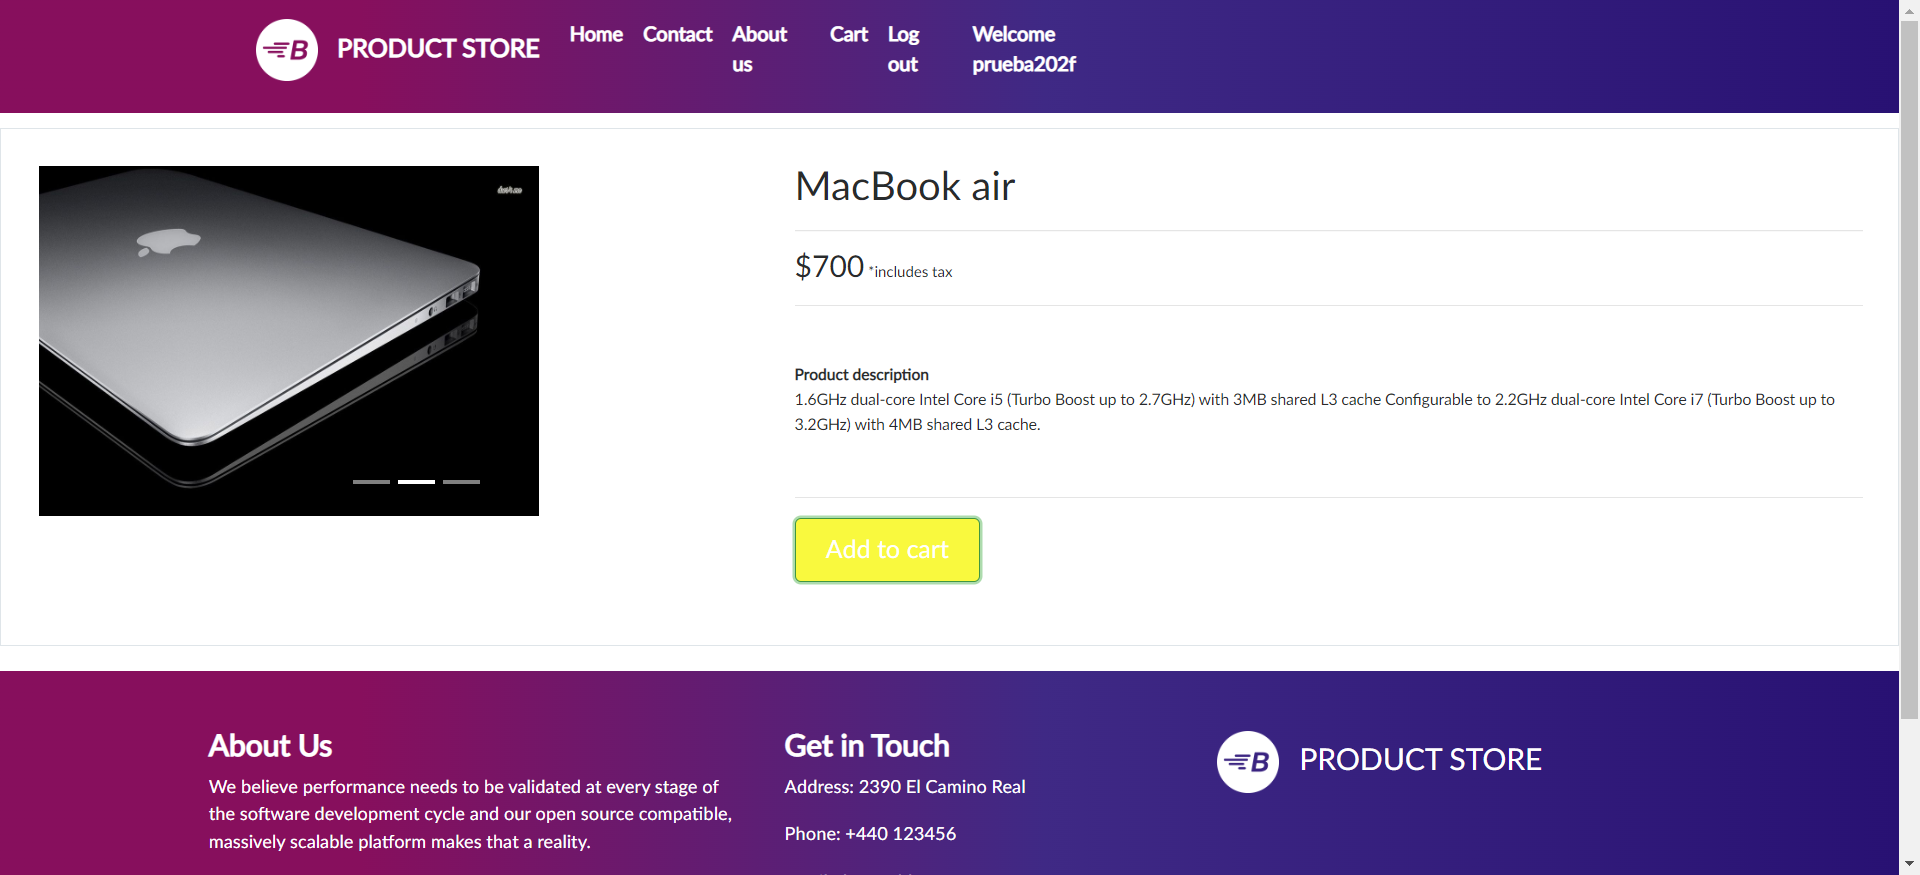 B PRODUCT STORE
Home
Contact
About
us
Cart
Log
out
Welcome
prueba202f
MacBook air
$700 *includes tax
Product description
1.6GHz dual-core Intel Core i5 (Turbo Boost up to 2.7GHz) with 3MB shared L3 cache Configurable to 2.2GHz dual-core Intel Core i7 (Turbo Boost up to
3.2GHz) with 4MB shared L3 cache.
Add to cart
About Us
We believe performance needs to be validated at every stage of
the software development cycle and our open source compatible,
massively scalable platform makes that a reality.
Get in Touch
Address: 2390 El Camino Real
Phone: +440 123456
B PRODUCT STORE